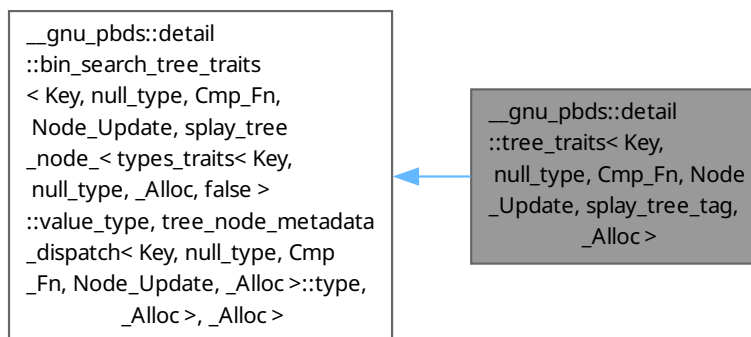 __gnu_pbds::detail
::bin_search_tree_traits
< Key, null_type, Cmp_Fn,
Node_Update, splay_tree
_node_< types_traits< Key,
null_type, _Alloc, false >
::value_type, tree_node_metadata
_dispatch< Key, null_type, Cmp
_Fn, Node_Update, _Alloc >::type,
_Alloc >, _Alloc >
__gnu_pbds::detail
::tree_traits< Key,
null_type, Cmp_Fn, Node
_Update, splay_tree_tag,
_Alloc >